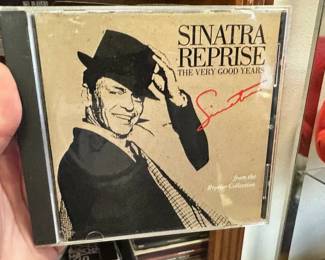 SINATRA
REPRISE
THE VERY GOOD YEARS
Sinatra
from the
Reprise Collection